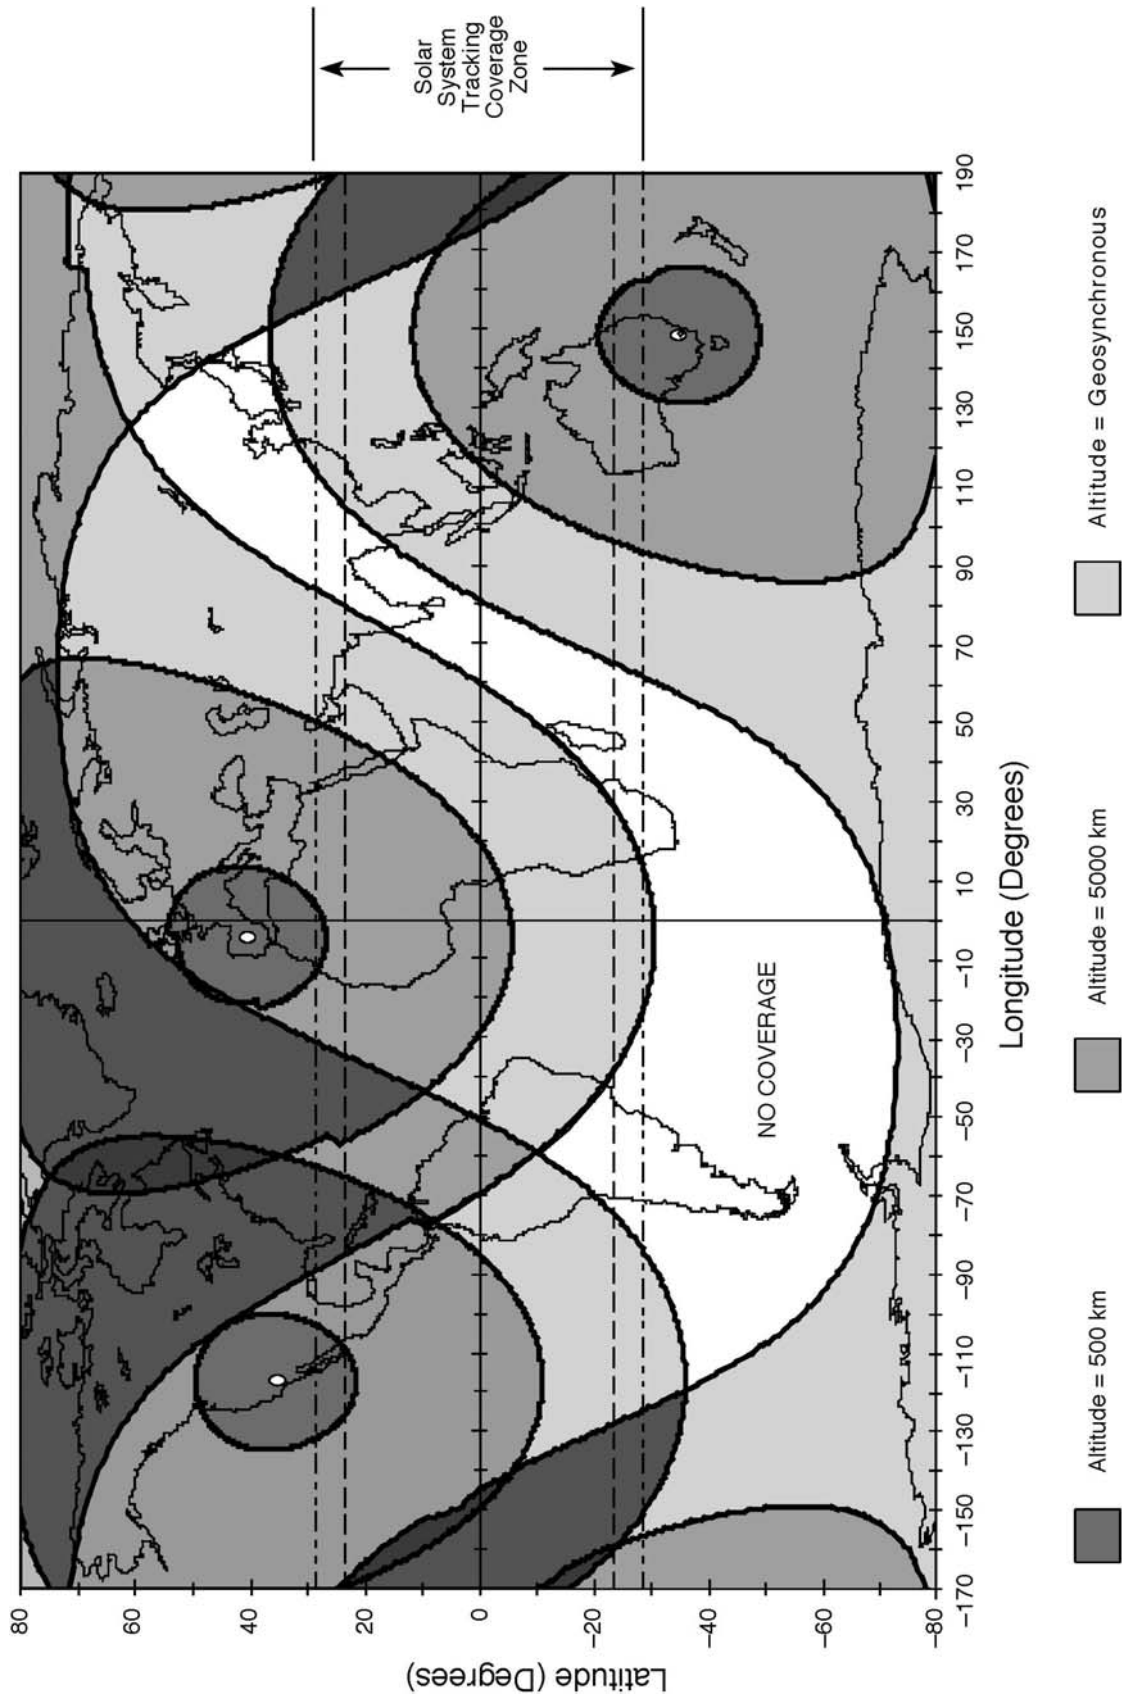 Solar
System
Tracking
Coverage
Zone
80
60
40
20
0
−20
−40
−60
−80
Latitude (Degrees)
−170
−150
−130
−110
−90
−70
−50
−30
−10
10
30
50
70
90
110
130
150
170
190
Longitude (Degrees)
NO COVERAGE
Altitude = 500 km
Altitude = 5000 km
Altitude = Geosynchronous